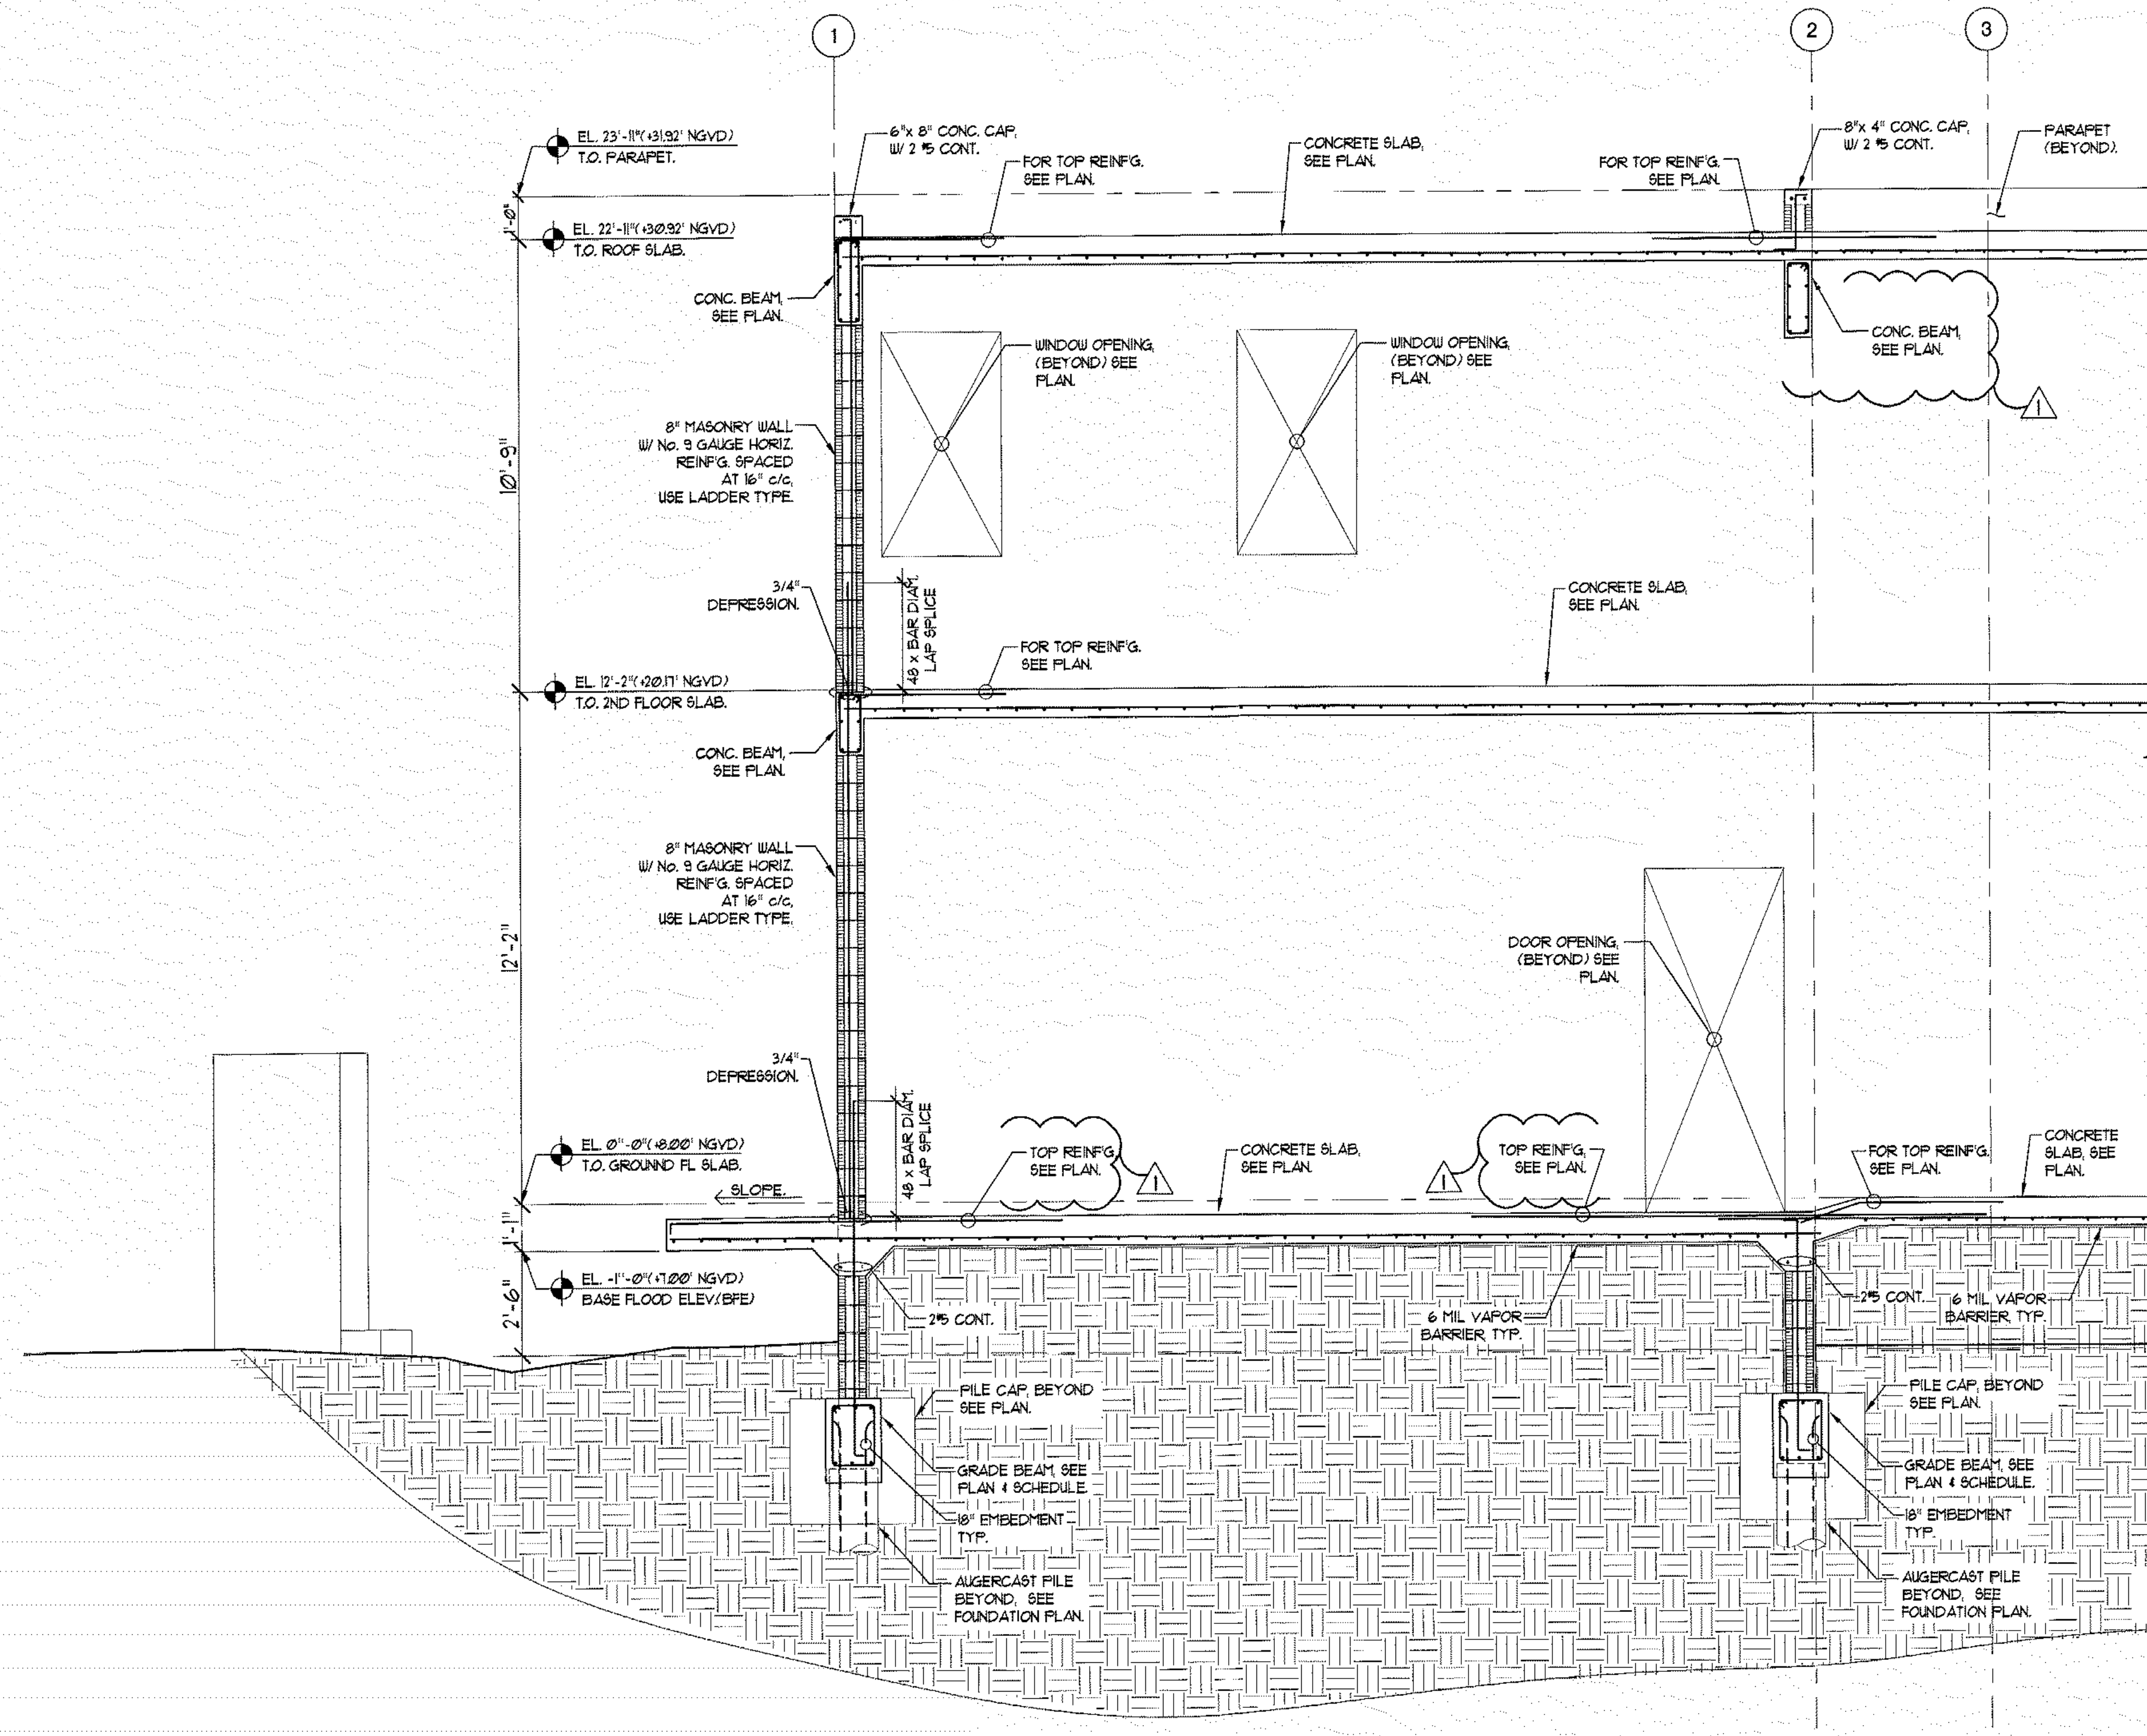 1
2
3
EL. 23'-11"(+31.92' NGVD)
T.O. PARAPET.
6"x 8" CONC. CAP,
W/ 2 #5 CONT.
FOR TOP REINF'G.
SEE PLAN.
CONCRETE SLAB,
SEE PLAN.
FOR TOP REINF'G.
SEE PLAN.
8"x 4" CONC. CAP,
W/ 2 #5 CONT.
PARAPET
(BEYOND).
1'-0"
EL. 22'-11"(+30.92' NGVD)
T.O. ROOF SLAB.
CONC. BEAM,
SEE PLAN.
WINDOW OPENING,
(BEYOND) SEE
PLAN.
WINDOW OPENING,
(BEYOND) SEE
PLAN.
CONC. BEAM,
SEE PLAN.
1
10'-9"
8" MASONRY WALL
W/ No. 9 GAUGE HORIZ.
REINF'G. SPACED
AT 16" c/c,
USE LADDER TYPE.
3/4"
DEPRESSION.
48 x BAR DIAM.
LAP SPLICE
CONCRETE SLAB,
SEE PLAN.
FOR TOP REINF'G.
SEE PLAN.
EL. 12'-2"(+20.17' NGVD)
T.O. 2ND FLOOR SLAB.
CONC. BEAM,
SEE PLAN.
12'-2"
8" MASONRY WALL
W/ No. 9 GAUGE HORIZ.
REINF'G. SPACED
AT 16" c/c,
USE LADDER TYPE.
DOOR OPENING,
(BEYOND) SEE
PLAN.
3/4"
DEPRESSION.
48 x BAR DIAM.
LAP SPLICE
EL. 0"-0"(+8.00' NGVD)
T.O. GROUND FL SLAB.
SLOPE.
TOP REINF'G,
SEE PLAN.
1
CONCRETE SLAB,
SEE PLAN.
1
TOP REINF'G,
SEE PLAN.
FOR TOP REINF'G.
SEE PLAN.
CONCRETE
SLAB, SEE
PLAN.
1'-1"
EL. -1"-0"(+7.00' NGVD)
BASE FLOOD ELEV.(BFE)
2'-6"
2#5 CONT.
6 MIL VAPOR
BARRIER TYP.
2#5 CONT.
6 MIL VAPOR
BARRIER TYP.
PILE CAP, BEYOND
SEE PLAN.
GRADE BEAM, SEE
PLAN & SCHEDULE.
18" EMBEDMENT
TYP.
AUGERCAST PILE
BEYOND, SEE
FOUNDATION PLAN.
PILE CAP, BEYOND
SEE PLAN.
GRADE BEAM, SEE
PLAN & SCHEDULE.
18" EMBEDMENT
TYP.
AUGERCAST PILE
BEYOND, SEE
FOUNDATION PLAN.